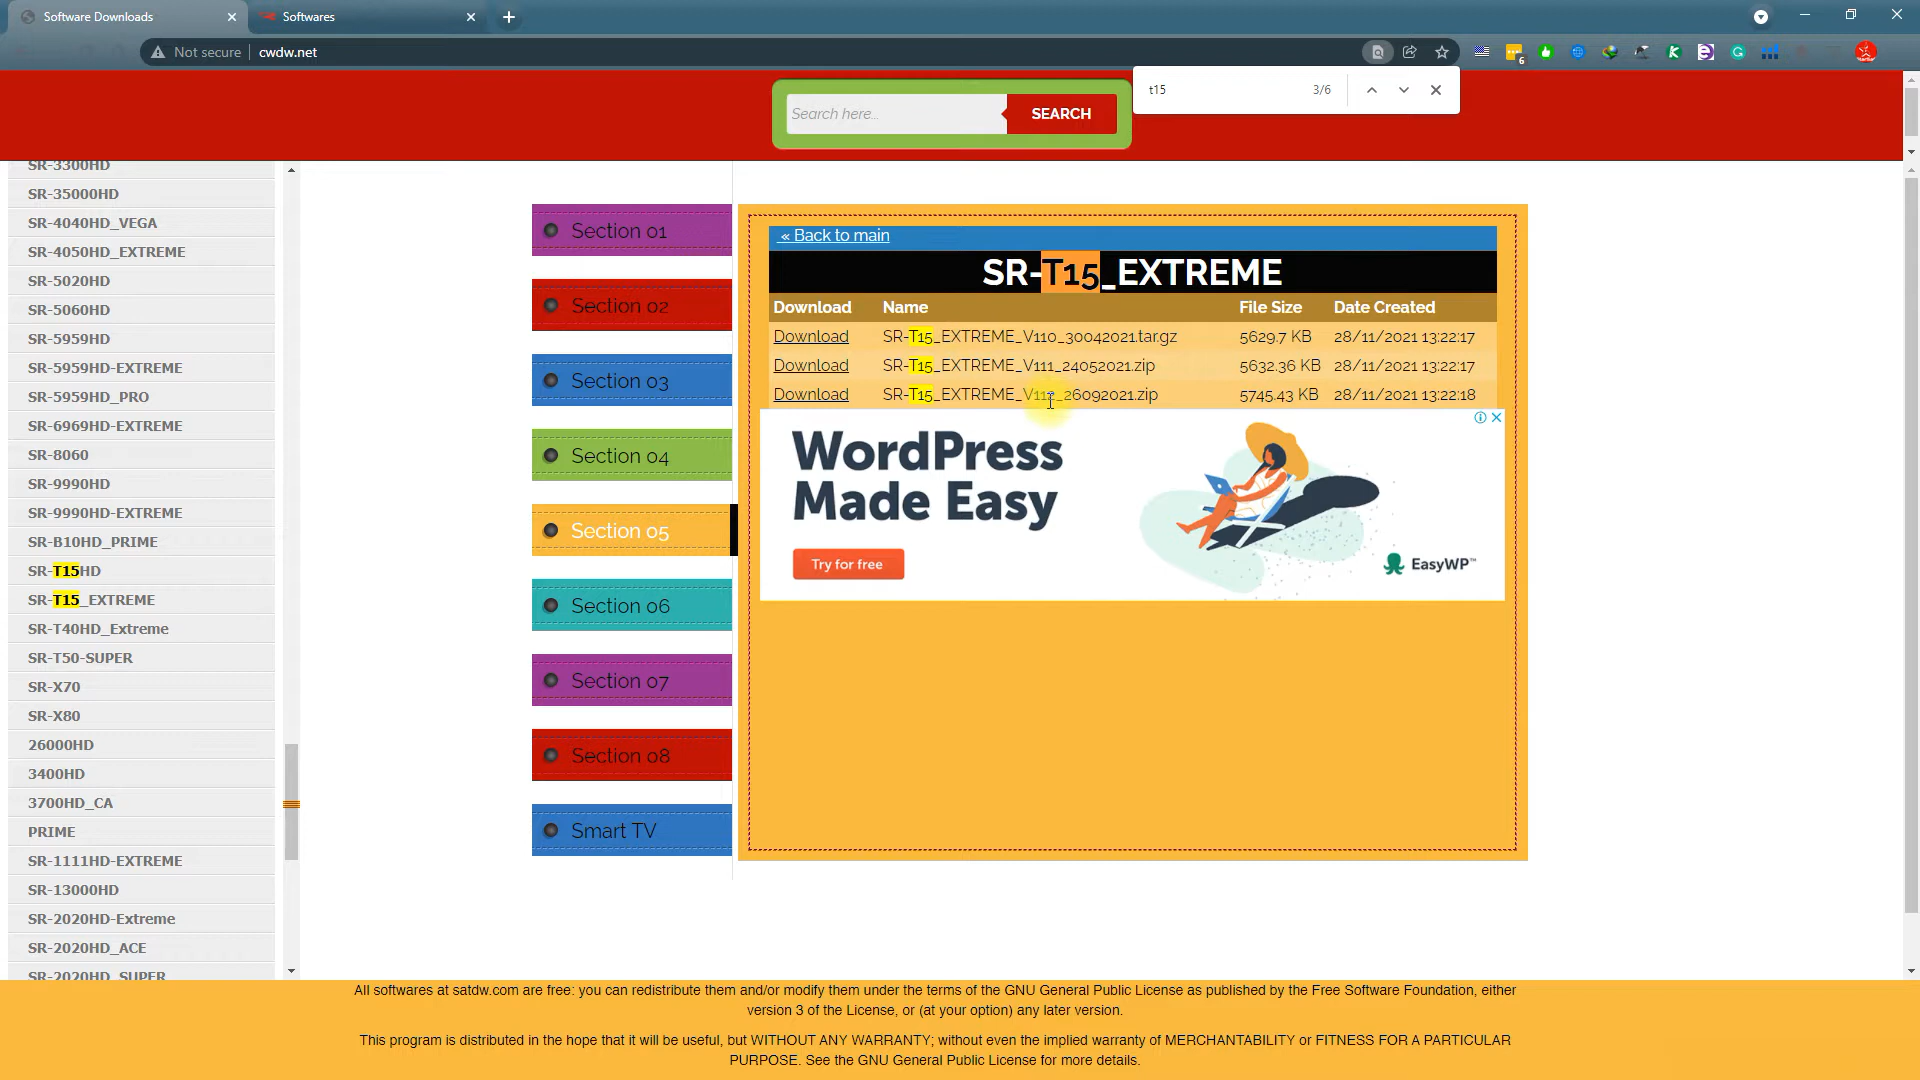 Software Downloads
Softwares
Not secure
cwdw.net
6
t15
3/6
Search here...
SEARCH
SR-3300HD
SR-35000HD
SR-4040HD_VEGA
SR-4050HD_EXTREME
SR-5020HD
SR-5060HD
SR-5959HD
SR-5959HD-EXTREME
SR-5959HD_PRO
SR-6969HD-EXTREME
SR-8060
SR-9990HD
SR-9990HD-EXTREME
SR-B10HD_PRIME
SR-T15HD
SR-T15_EXTREME
SR-T40HD_Extreme
SR-T50-SUPER
SR-X70
SR-X80
26000HD
3400HD
3700HD_CA
PRIME
SR-1111HD-EXTREME
SR-13000HD
SR-2020HD-Extreme
SR-2020HD_ACE
SR-2020HD_SUPER
Section 01
Section 02
Section 03
Section 04
Section 05
Section 06
Section 07
Section 08
Smart TV
« Back to main
SR-T15_EXTREME
Download Name File Size Date Created
Download SR-T15_EXTREME_V110_30042021.tar.gz 5629.7 KB 28/11/2021 13:22:17
Download SR-T15_EXTREME_V111_24052021.zip 5632.36 KB 28/11/2021 13:22:17
Download SR-T15_EXTREME_V112_26092021.zip 5745.43 KB 28/11/2021 13:22:18
WordPress
Made Easy
Try for free
EasyWP™
All softwares at satdw.com are free: you can redistribute them and/or modify them under the terms of the GNU General Public License as published by the Free Software Foundation, either
version 3 of the License, or (at your option) any later version.
This program is distributed in the hope that it will be useful, but WITHOUT ANY WARRANTY; without even the implied warranty of MERCHANTABILITY or FITNESS FOR A PARTICULAR
PURPOSE. See the GNU General Public License for more details.